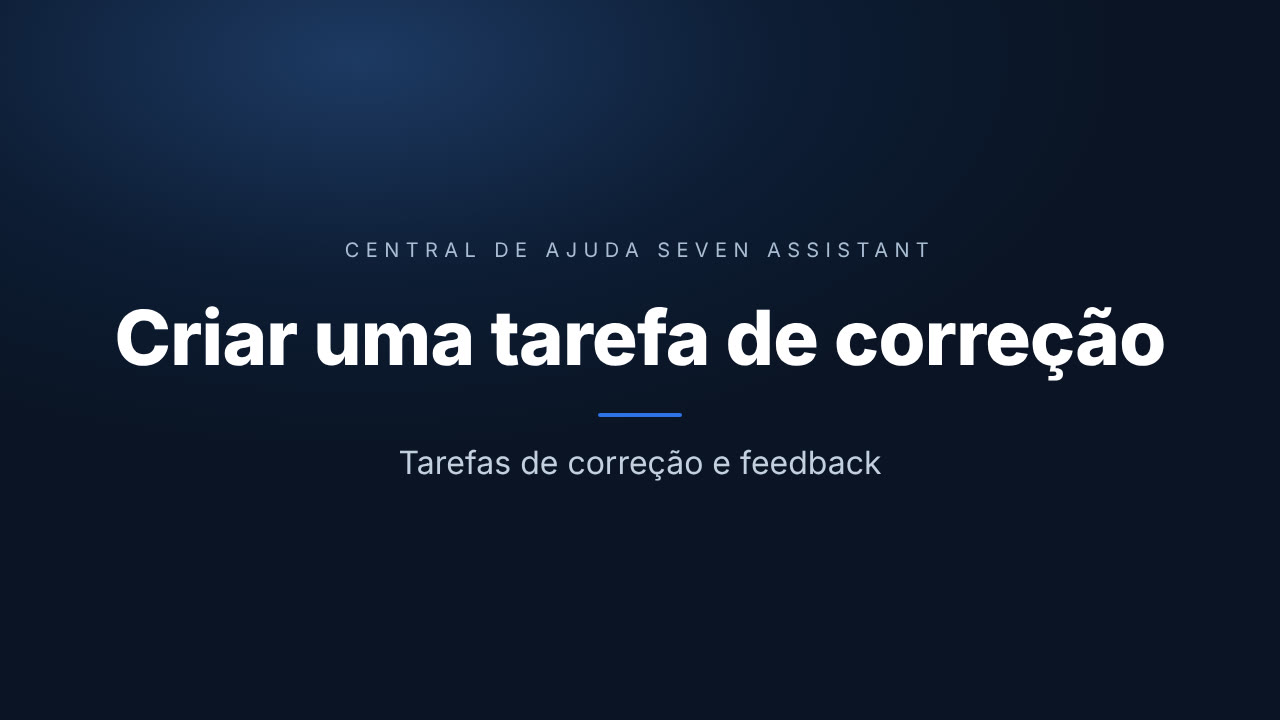 CENTRAL DE AJUDA SEVEN ASSISTANT
Criar uma tarefa de correção
Tarefas de correção e feedback